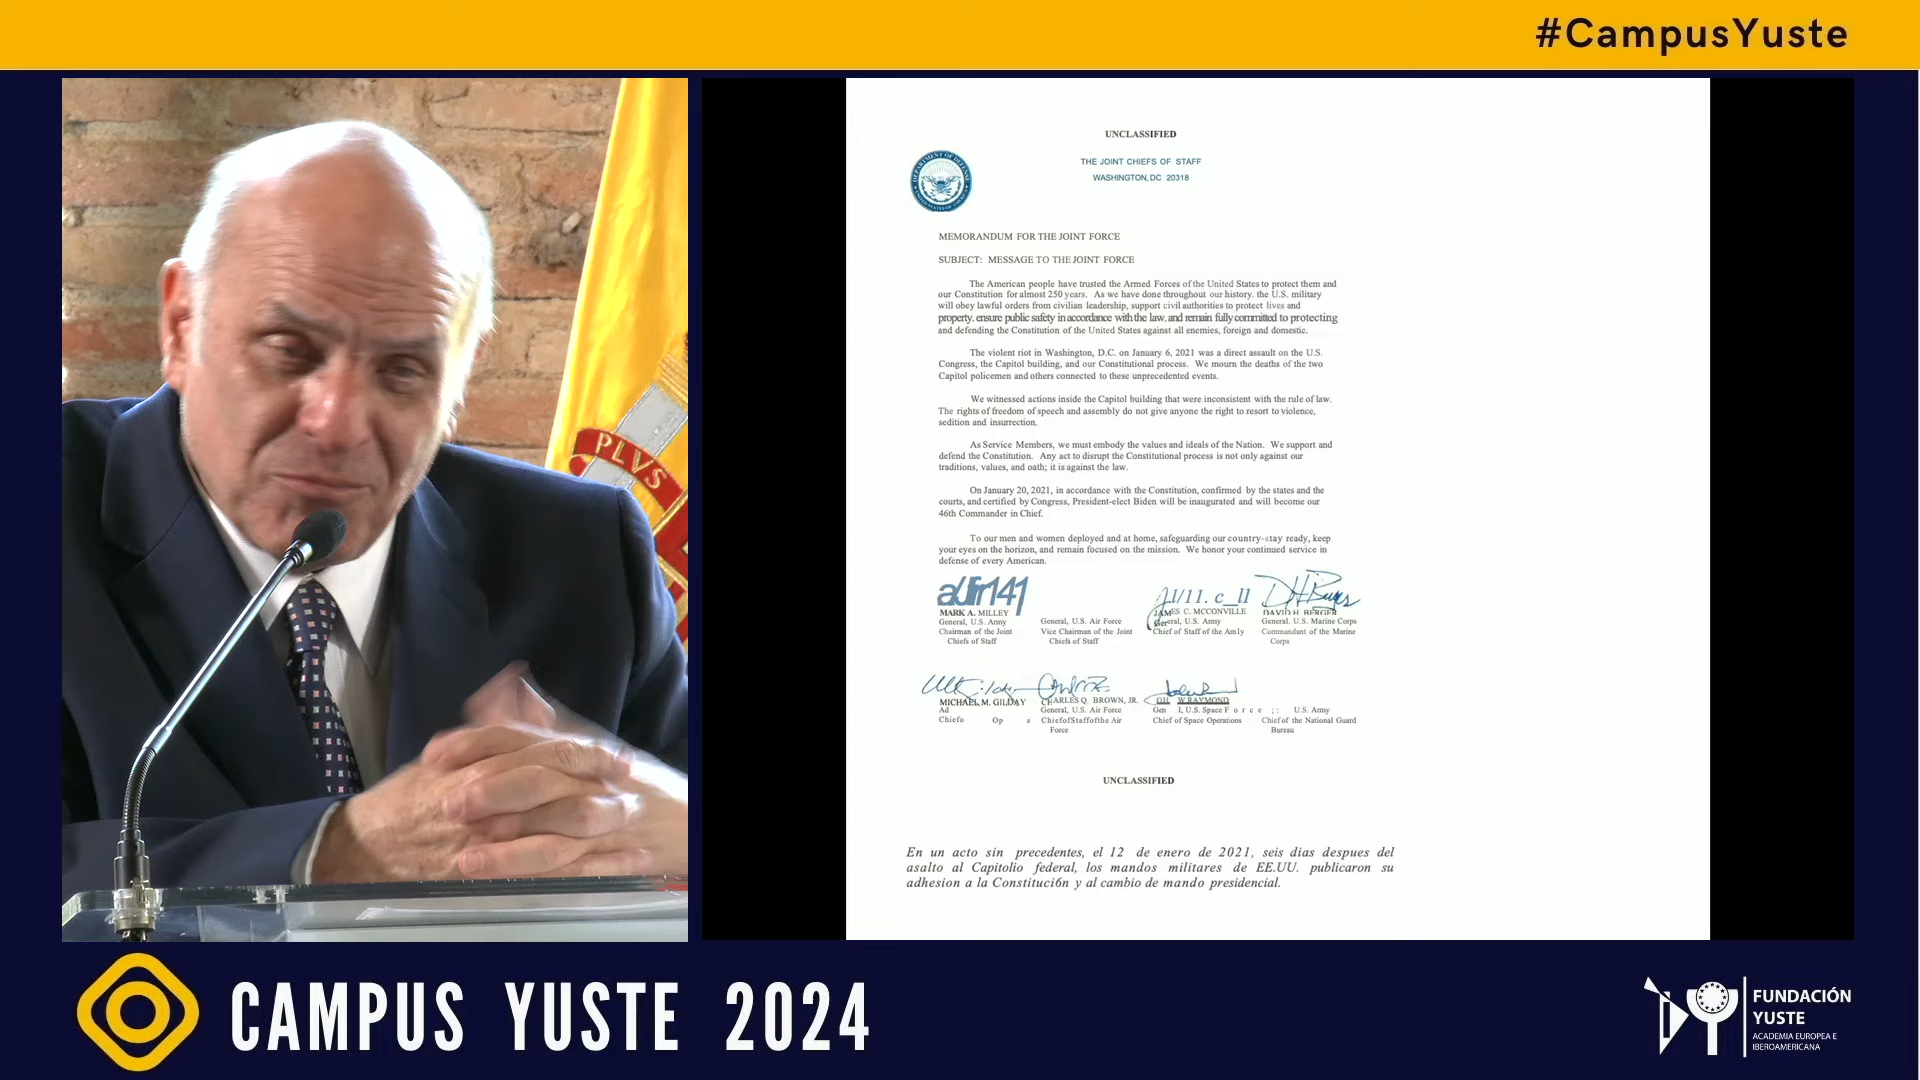 #CampusYuste
PLVS
UNCLASSIFIED
THE JOINT CHIEFS OF STAFF
WASHINGTON, DC 20318
MEMORANDUM FOR THE JOINT FORCE
SUBJECT: MESSAGE TO THE JOINT FORCE
The American people have trusted the Armed Forces of the United States to protect them and
our Constitution for almost 250 years. As we have done throughout our history. the U.S. military
will obey lawful orders from civilian leadership, support civil authorities to protect lives and
property. ensure public safety in accordance with the law. and remain fully committed to protecting
and defending the Constitution of the United States against all enemies, foreign and domestic.
The violent riot in Washington, D.C. on January 6, 2021 was a direct assault on the U.S.
Congress, the Capitol building, and our Constitutional process. We mourn the deaths of the two
Capitol policemen and others connected to these unprecedented events.
We witnessed actions inside the Capitol building that were inconsistent with the rule of law.
The rights of freedom of speech and assembly do not give anyone the right to resort to violence,
sedition and insurrection.
As Service Members, we must embody the values and ideals of the Nation. We support and
defend the Constitution. Any act to disrupt the Constitutional process is not only against our
traditions, values, and oath; it is against the law.
On January 20, 2021, in accordance with the Constitution, confirmed by the states and the
courts, and certified by Congress, President-elect Biden will be inaugurated and will become our
46th Commander in Chief.
To our men and women deployed and at home, safeguarding our country-stay ready, keep
your eyes on the horizon, and remain focused on the mission. We honor your continued service in
defense of every American.
MARK A. MILLEY JAMES C. MCCONVILLE DAVID H. BERGER
General, U.S. Army General, U.S. Air Force General, U.S. Army General. U.S. Marine Corps
Chairman of the Joint Vice Chairman of the Joint Chief of Staff of the Amly Commandant of the Marine
Chiefs of Staff Chiefs of Staff Corps
MICHAEL M. GILDAY CHARLES Q. BROWN, JR. W. RAYMOND
Ad General, U.S. Air Force Gen l, U.S. Space F o r c e : : U.S. Army
Chiefo Op s ChiefofStaffofthe Air Chief of Space Operations Chief of the National Guard
Force Bureau
UNCLASSIFIED
En un acto sin precedentes, el 12 de enero de 2021, seis dias despues del
asalto al Capitolio federal, los mandos militares de EE.UU. publicaron su
adhesion a la Constituci6n y al cambio de mando presidencial.
CAMPUS YUSTE 2024
FUNDACIÓN
YUSTE
ACADEMIA EUROPEA E
IBEROAMERICANA